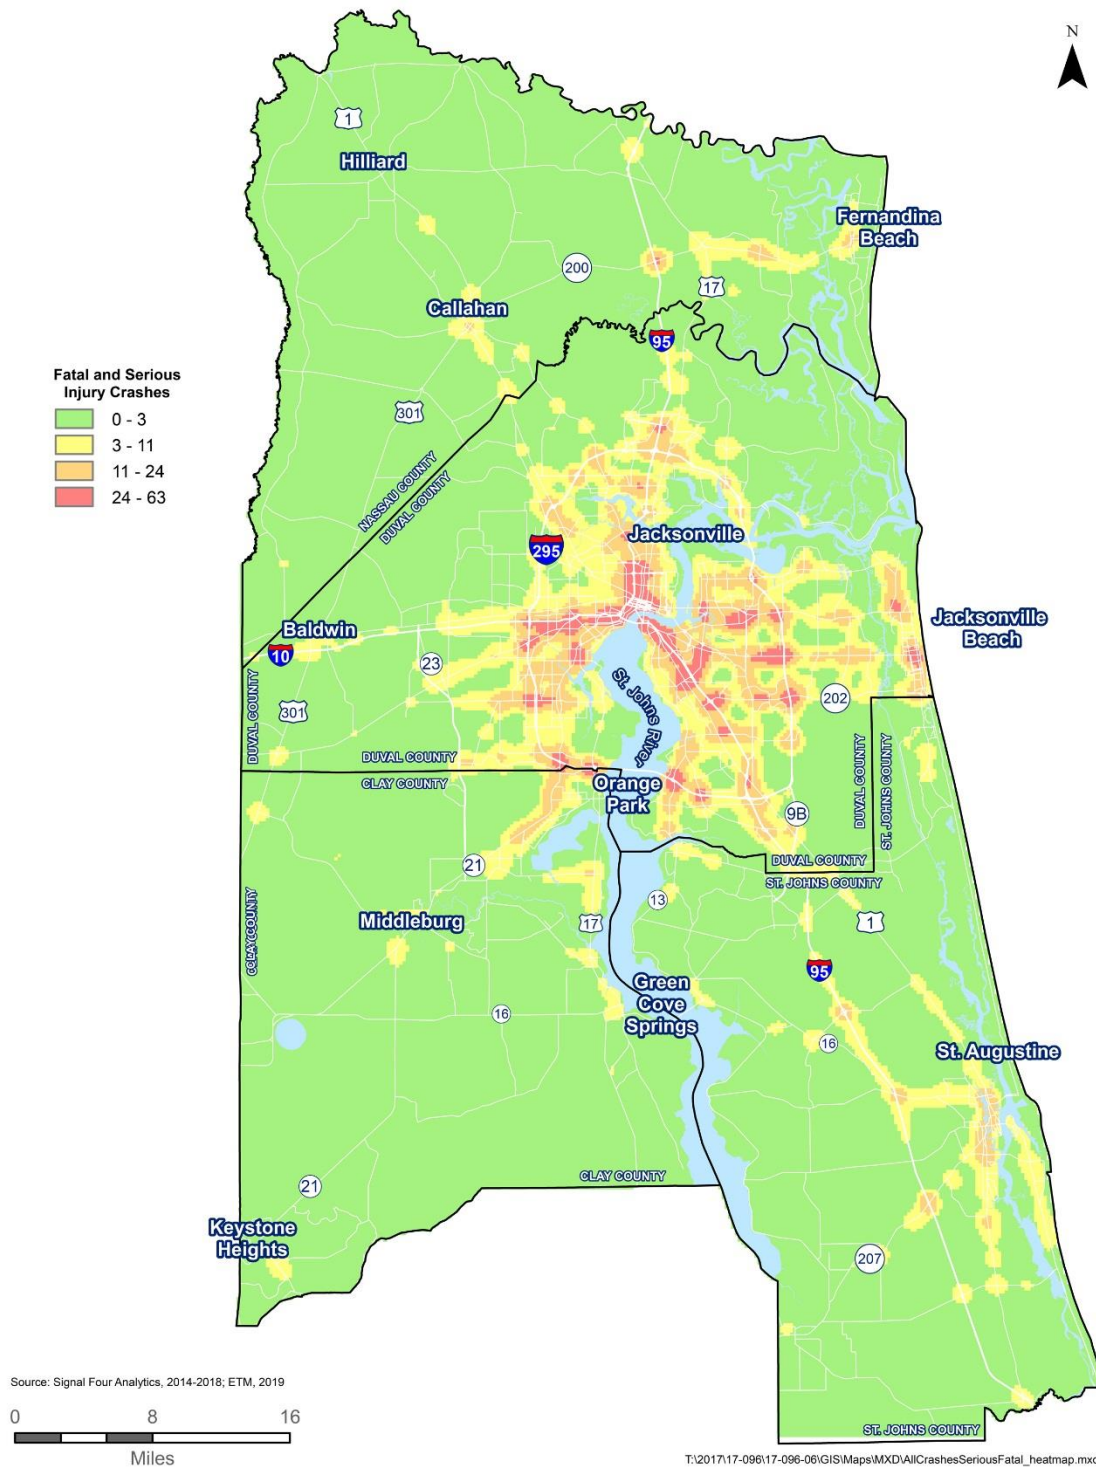 N
1
Hilliard
Fernandina
Beach
200
17
Callahan
95
Fatal and Serious
Injury Crashes
0 - 3
3 - 11
11 - 24
24 - 63
301
NASSAU COUNTY
DUVAL COUNTY
Jacksonville
295
Jacksonville
Beach
Baldwin
10
23
St. Johns River
202
301
DUVAL COUNTY
DUVAL COUNTY
CLAY COUNTY
DUVAL COUNTY
ST. JOHNS COUNTY
Orange
Park
9B
DUVAL COUNTY
ST. JOHNS COUNTY
21
13
Middleburg
17
1
CLAY COUNTY
95
Green
Cove
Springs
16
16
St. Augustine
CLAY COUNTY
21
Keystone
Heights
207
Source: Signal Four Analytics, 2014-2018; ETM, 2019
0 8 16
Miles
ST. JOHNS COUNTY
T:\2017\17-096\17-096-06\GIS\Maps\MXD\AllCrashesSeriousFatal_heatmap.mxd